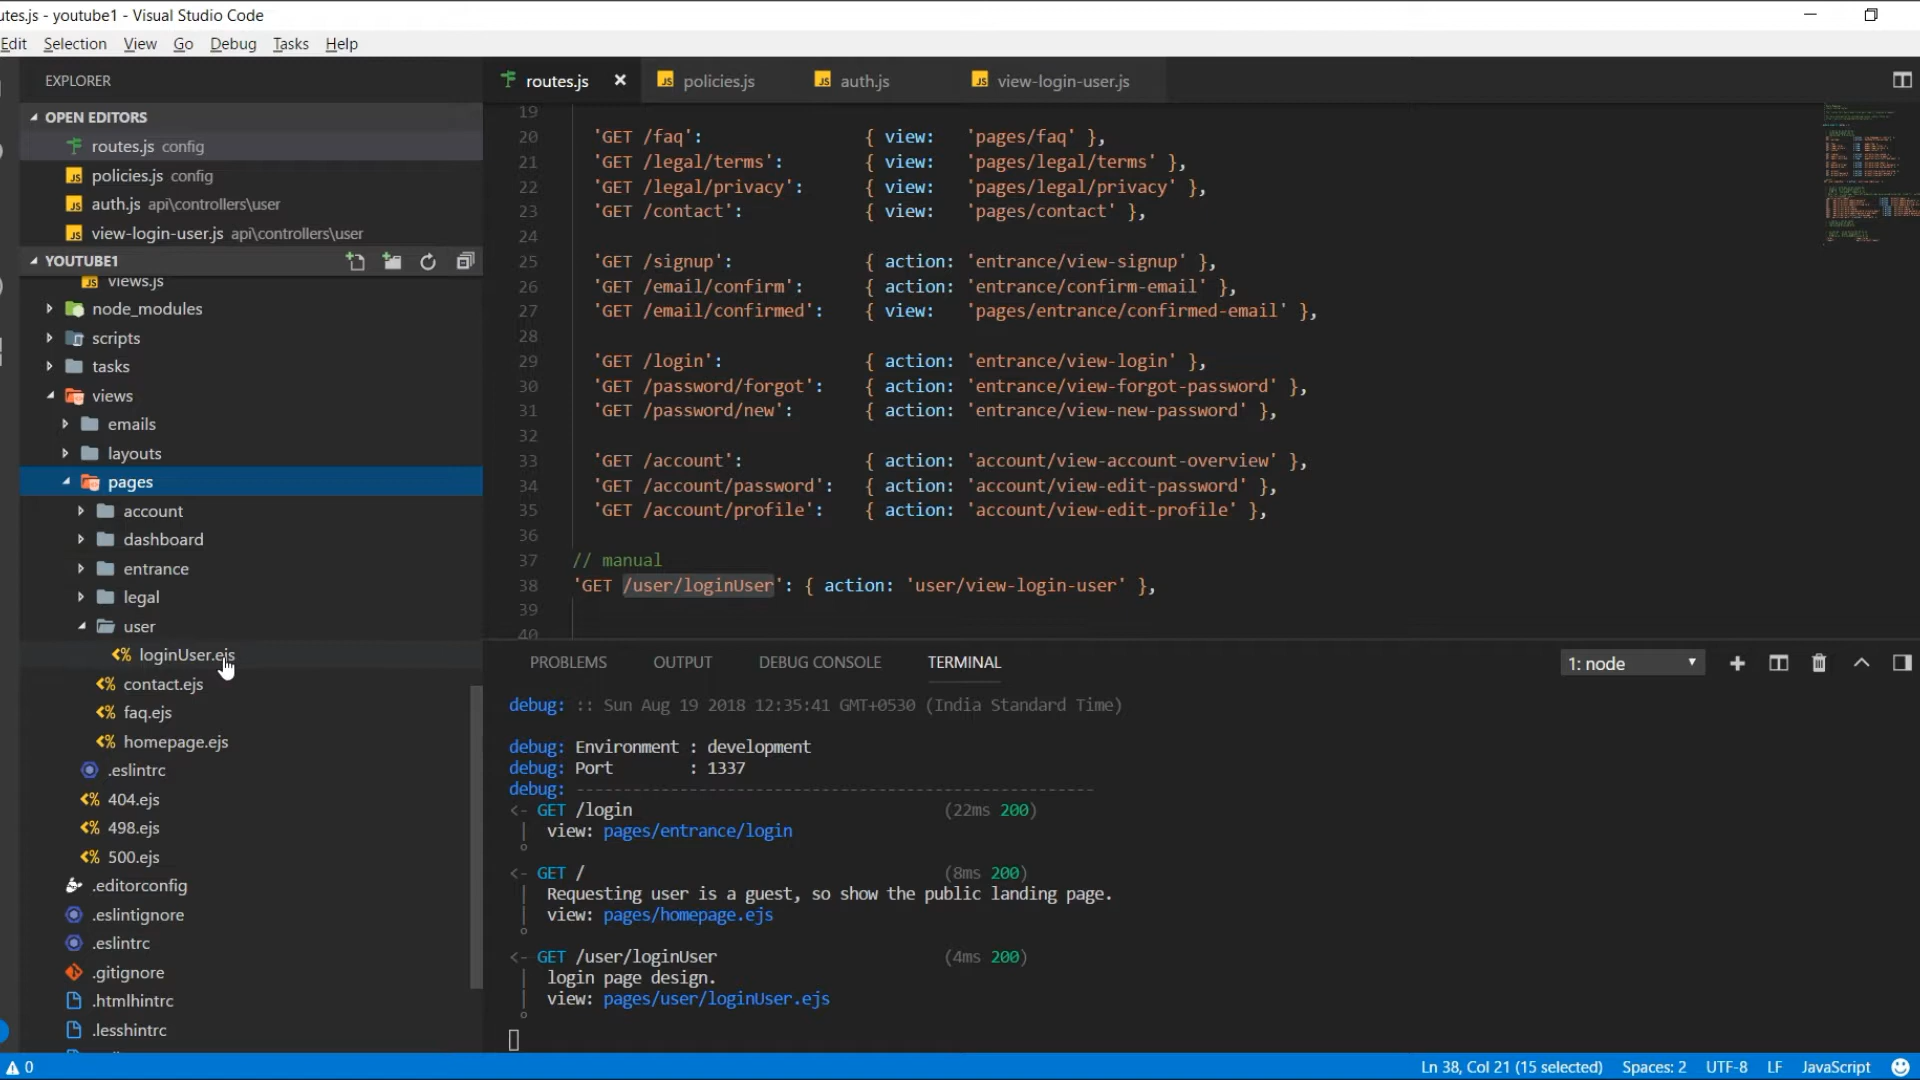 utes.js - youtube1 - Visual Studio Code
Edit Selection View Go Debug Tasks Help
EXPLORER
OPEN EDITORS
routes.js config
policies.js config
auth.js api\controllers\user
view-login-user.js api\controllers\user
YOUTUBE1
views.js
node_modules
scripts
tasks
views
emails
layouts
pages
account
dashboard
entrance
legal
user
loginUser.ejs
contact.ejs
faq.ejs
homepage.ejs
.eslintrc
404.ejs
498.ejs
500.ejs
.editorconfig
.eslintignore
.eslintrc
.gitignore
.htmlhintrc
.lesshintrc
routes.js policies.js auth.js view-login-user.js
19
20 'GET /faq': { view: 'pages/faq' },
21 'GET /legal/terms': { view: 'pages/legal/terms' },
22 'GET /legal/privacy': { view: 'pages/legal/privacy' },
23 'GET /contact': { view: 'pages/contact' },
24
25 'GET /signup': { action: 'entrance/view-signup' },
26 'GET /email/confirm': { action: 'entrance/confirm-email' },
27 'GET /email/confirmed': { view: 'pages/entrance/confirmed-email' },
28
29 'GET /login': { action: 'entrance/view-login' },
30 'GET /password/forgot': { action: 'entrance/view-forgot-password' },
31 'GET /password/new': { action: 'entrance/view-new-password' },
32
33 'GET /account': { action: 'account/view-account-overview' },
34 'GET /account/password': { action: 'account/view-edit-password' },
35 'GET /account/profile': { action: 'account/view-edit-profile' },
36
37 // manual
38 'GET /user/loginUser': { action: 'user/view-login-user' },
39
40
PROBLEMS OUTPUT DEBUG CONSOLE TERMINAL 1: node
debug: :: Sun Aug 19 2018 12:35:41 GMT+0530 (India Standard Time)
debug: Environment : development
debug: Port : 1337
debug: -------------------------------------------------------
<- GET /login (22ms 200)
| view: pages/entrance/login
°
<- GET / (8ms 200)
| Requesting user is a guest, so show the public landing page.
| view: pages/homepage.ejs
°
<- GET /user/loginUser (4ms 200)
| login page design.
| view: pages/user/loginUser.ejs
°
0 Ln 38, Col 21 (15 selected) Spaces: 2 UTF-8 LF JavaScript